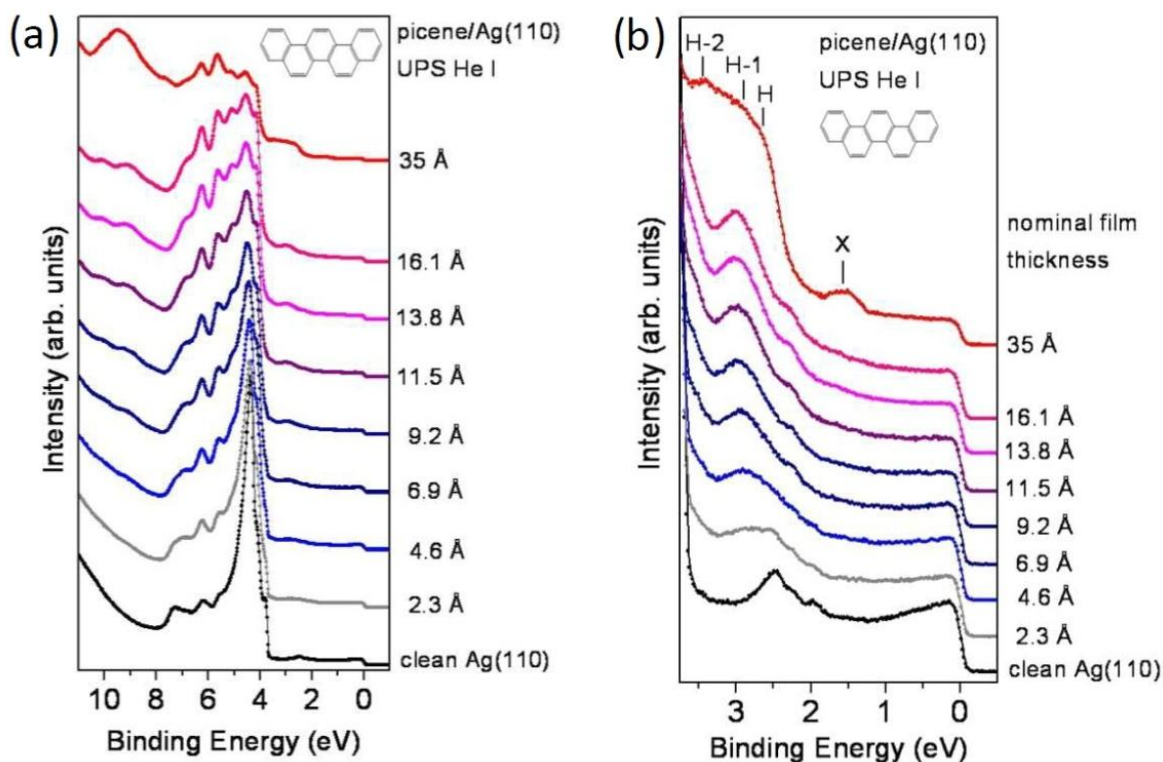 (a)
picene/Ag(110)
UPS He I
35 Å
16.1 Å
13.8 Å
11.5 Å
9.2 Å
6.9 Å
4.6 Å
2.3 Å
clean Ag(110)
Intensity (arb. units)
10 8 6 4 2 0
Binding Energy (eV)
(b)
H-2
H-1
H
picene/Ag(110)
UPS He I
X
nominal film
thickness
35 Å
16.1 Å
13.8 Å
11.5 Å
9.2 Å
6.9 Å
4.6 Å
2.3 Å
clean Ag(110)
Intensity (arb. units)
3 2 1 0
Binding Energy (eV)